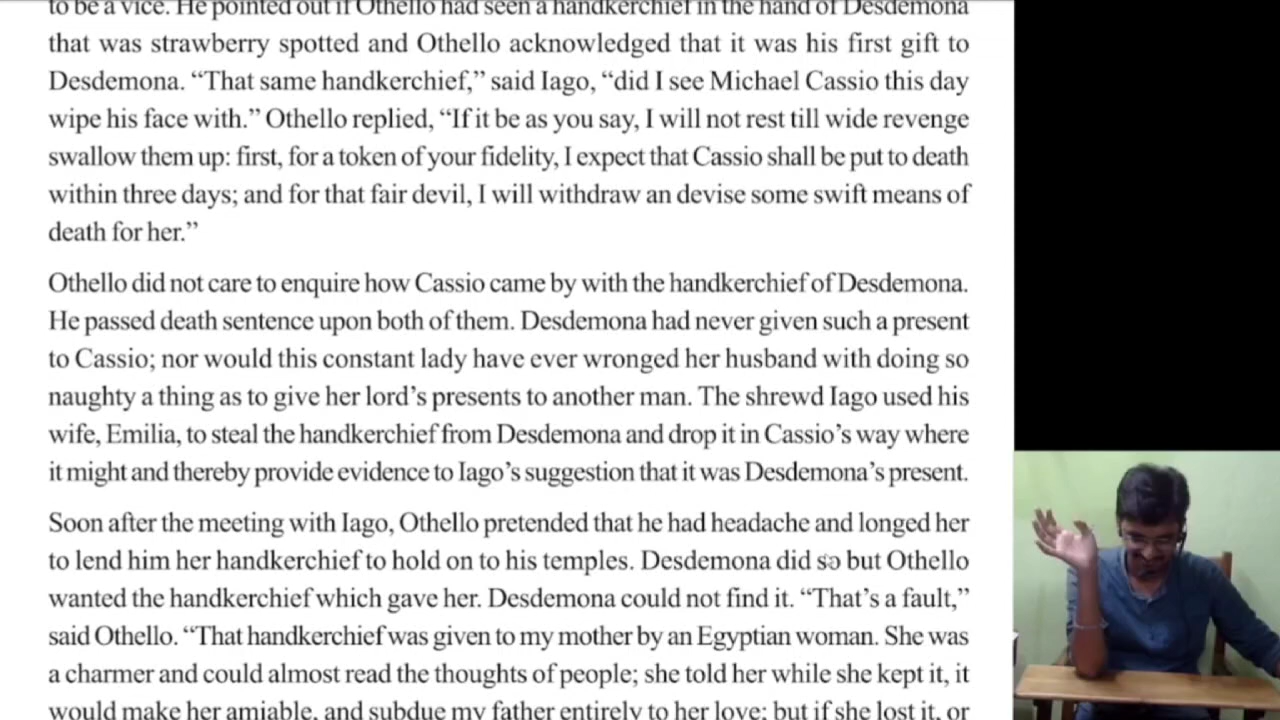 to be a vice. He pointed out if Othello had seen a handkerchief in the hand of Desdemona
that was strawberry spotted and Othello acknowledged that it was his first gift to
Desdemona. “That same handkerchief,” said Iago, “did I see Michael Cassio this day
wipe his face with.” Othello replied, “If it be as you say, I will not rest till wide revenge
swallow them up: first, for a token of your fidelity, I expect that Cassio shall be put to death
within three days; and for that fair devil, I will withdraw an devise some swift means of
death for her.”
Othello did not care to enquire how Cassio came by with the handkerchief of Desdemona.
He passed death sentence upon both of them. Desdemona had never given such a present
to Cassio; nor would this constant lady have ever wronged her husband with doing so
naughty a thing as to give her lord’s presents to another man. The shrewd Iago used his
wife, Emilia, to steal the handkerchief from Desdemona and drop it in Cassio’s way where
it might and thereby provide evidence to Iago’s suggestion that it was Desdemona’s present.
Soon after the meeting with Iago, Othello pretended that he had headache and longed her
to lend him her handkerchief to hold on to his temples. Desdemona did so but Othello
wanted the handkerchief which gave her. Desdemona could not find it. “That’s a fault,”
said Othello. “That handkerchief was given to my mother by an Egyptian woman. She was
a charmer and could almost read the thoughts of people; she told her while she kept it, it
would make her amiable, and subdue my father entirely to her love; but if she lost it, or